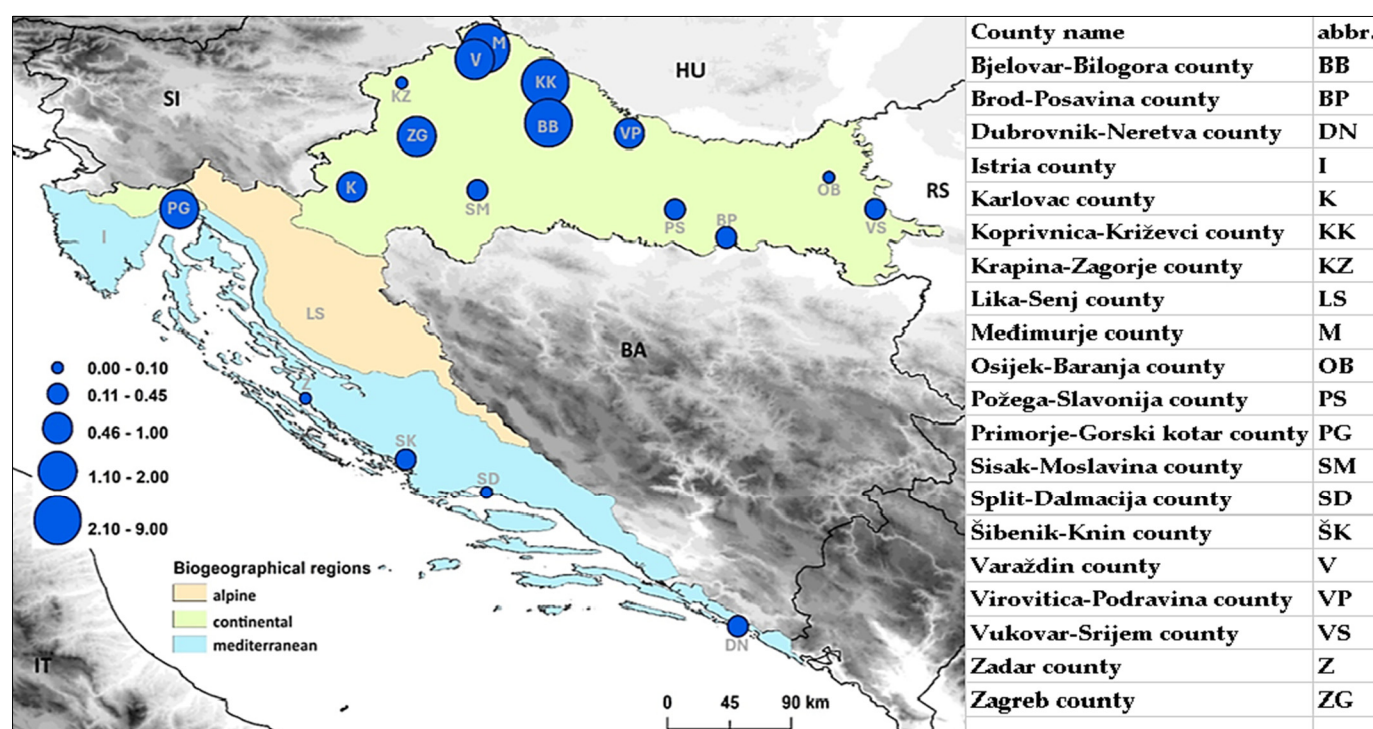 M
V
HU
KK
KZ
SI
BB
VP
ZG
K
OB
RS
SM
PG
PS
BP
VS
I
LS
BA
0.00 - 0.10
Z
0.11 - 0.45
0.46 - 1.00
SK
1.10 - 2.00
SD
2.10 - 9.00
Biogeographical regions
alpine
continental
mediterranean
DN
IT
0 45 90 km
County name abbr.
Bjelovar-Bilogora county BB
Brod-Posavina county BP
Dubrovnik-Neretva county DN
Istria county I
Karlovac county K
Koprivnica-Križevci county KK
Krapina-Zagorje county KZ
Lika-Senj county LS
Međimurje county M
Osijek-Baranja county OB
Požega-Slavonija county PS
Primorje-Gorski kotar county PG
Sisak-Moslavina county SM
Split-Dalmacija county SD
Šibenik-Knin county ŠK
Varaždin county V
Virovitica-Podravina county VP
Vukovar-Srijem county VS
Zadar county Z
Zagreb county ZG